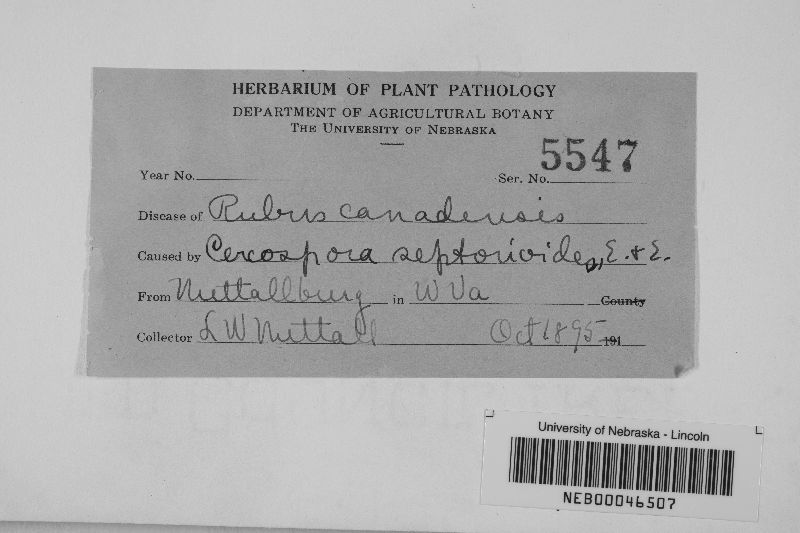 HERBARIUM OF PLANT PATHOLOGY
DEPARTMENT OF AGRICULTURAL BOTANY
THE UNIVERSITY OF NEBRASKA
5547
Year No. Ser. No.
Disease of Rubus canadensis
Caused by Cercospora septorioides, E. & E.
From Nuttallburg in W Va County
Collector L W Nuttall Oct 1895 191
University of Nebraska - Lincoln
NEB00046507